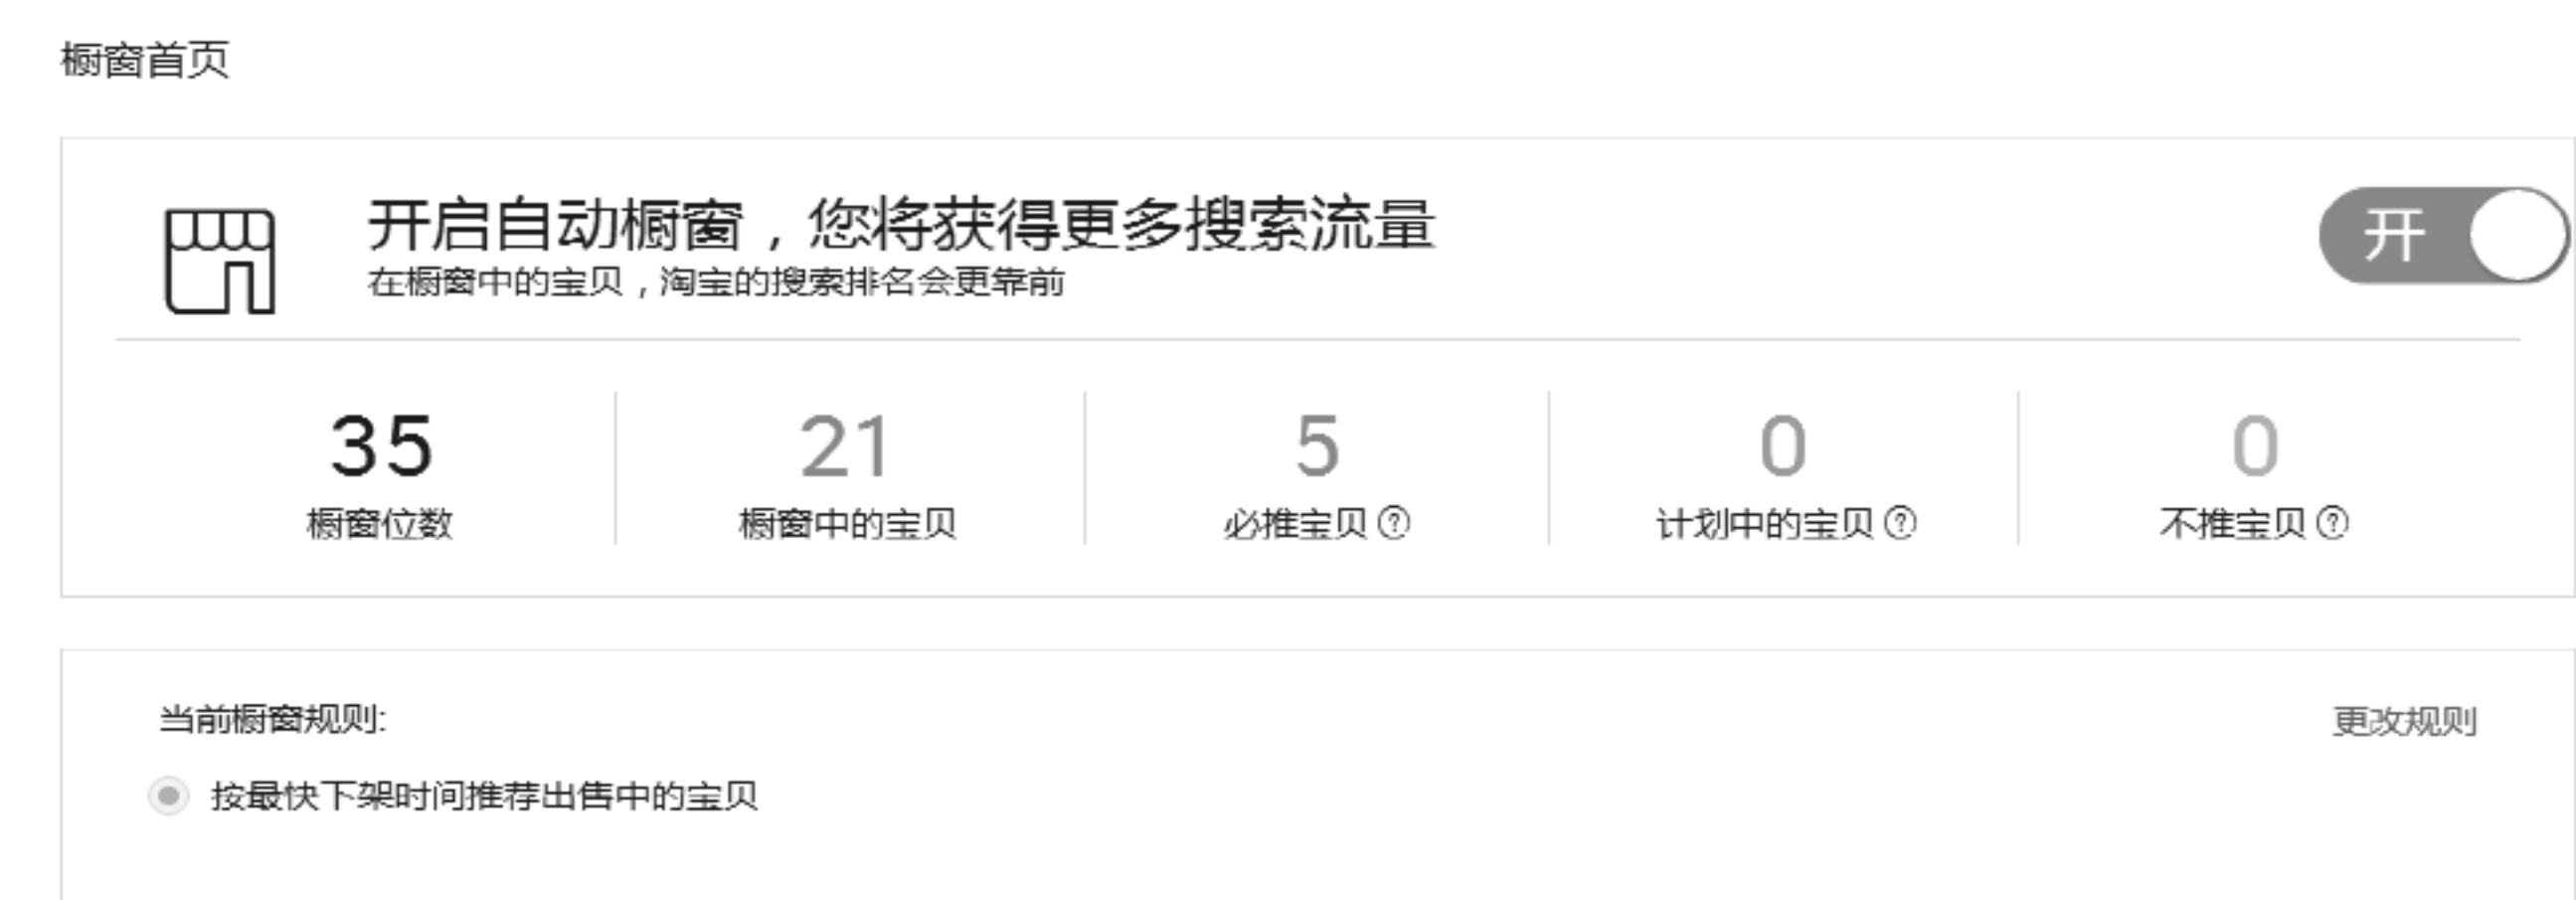 橱窗首页
开启自动橱窗，您将获得更多搜索流量
开
在橱窗中的宝贝，淘宝的搜索排名会更靠前
35 21 5 0 0
橱窗位数 橱窗中的宝贝 必推宝贝? 计划中的宝贝? 不推宝贝?
当前橱窗规则: 更改规则
按最快下架时间推荐出售中的宝贝